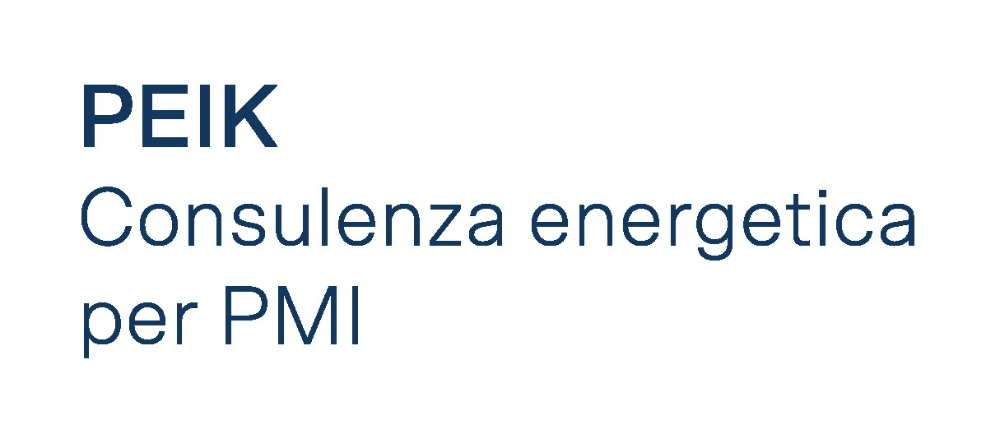 PEIK
Consulenza energetica
per PMI